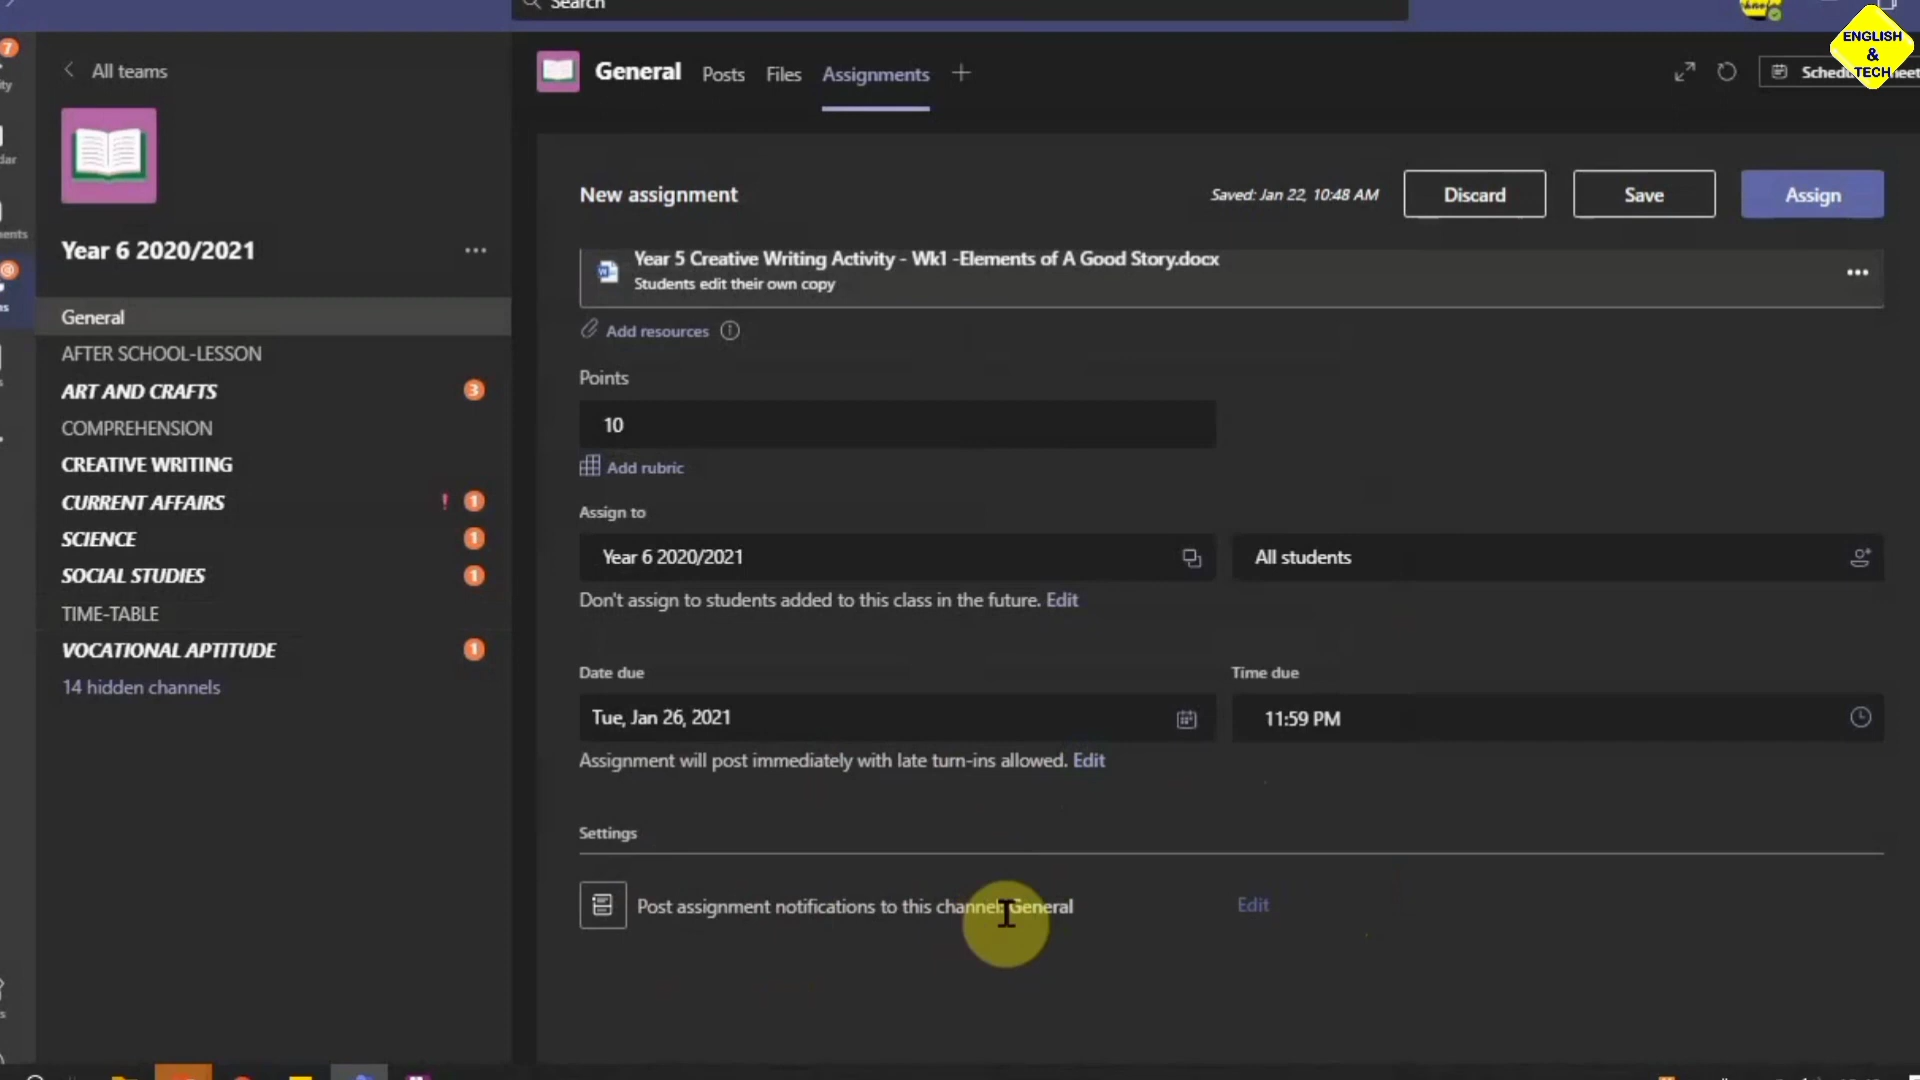 Search
ENGLISH
&
TECH
7
All teams
General
Posts
Files
Assignments
New assignment
Saved: Jan 22, 10:48 AM
Discard
Save
Assign
Year 6 2020/2021
Year 5 Creative Writing Activity - Wk1 -Elements of A Good Story.docx
Students edit their own copy
General
Add resources
AFTER SCHOOL-LESSON
Points
ART AND CRAFTS
3
10
COMPREHENSION
CREATIVE WRITING
Add rubric
CURRENT AFFAIRS
! 1
Assign to
SCIENCE
1
Year 6 2020/2021
All students
SOCIAL STUDIES
1
Don't assign to students added to this class in the future. Edit
TIME-TABLE
VOCATIONAL APTITUDE
1
Date due
Time due
14 hidden channels
Tue, Jan 26, 2021
11:59 PM
Assignment will post immediately with late turn-ins allowed. Edit
Settings
Post assignment notifications to this channel: General
Edit